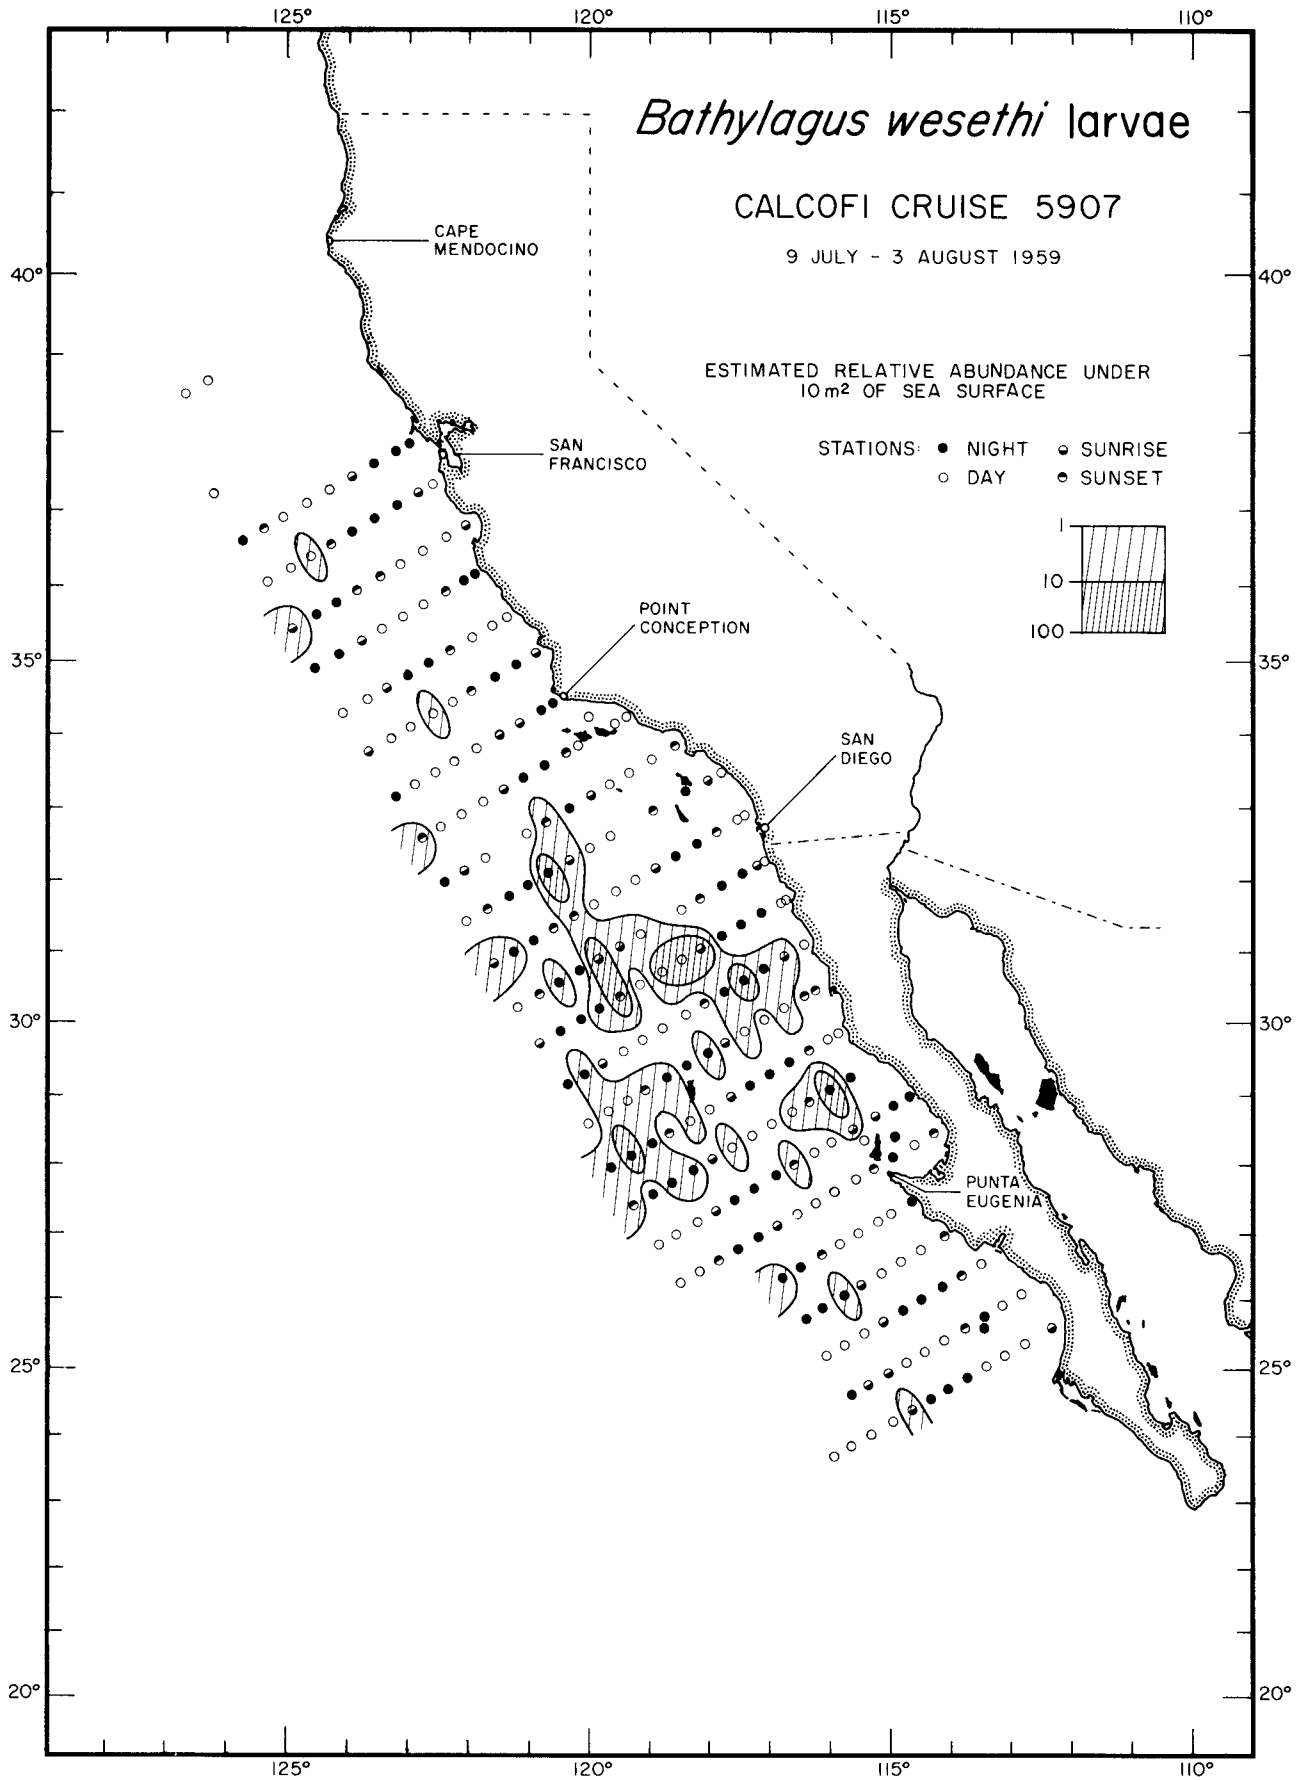 125° 120° 115° 110°
Bathylagus wesethi larvae
CALCOFI CRUISE 5907
9 JULY - 3 AUGUST 1959
CAPE
MENDOCINO
40° 40°
ESTIMATED RELATIVE ABUNDANCE UNDER
10 m² OF SEA SURFACE
STATIONS: NIGHT SUNRISE
DAY SUNSET
SAN
FRANCISCO
1
10
100
POINT
CONCEPTION
35° 35°
SAN
DIEGO
30° 30°
PUNTA
EUGENIA
25° 25°
20° 20°
125° 120° 115° 110°